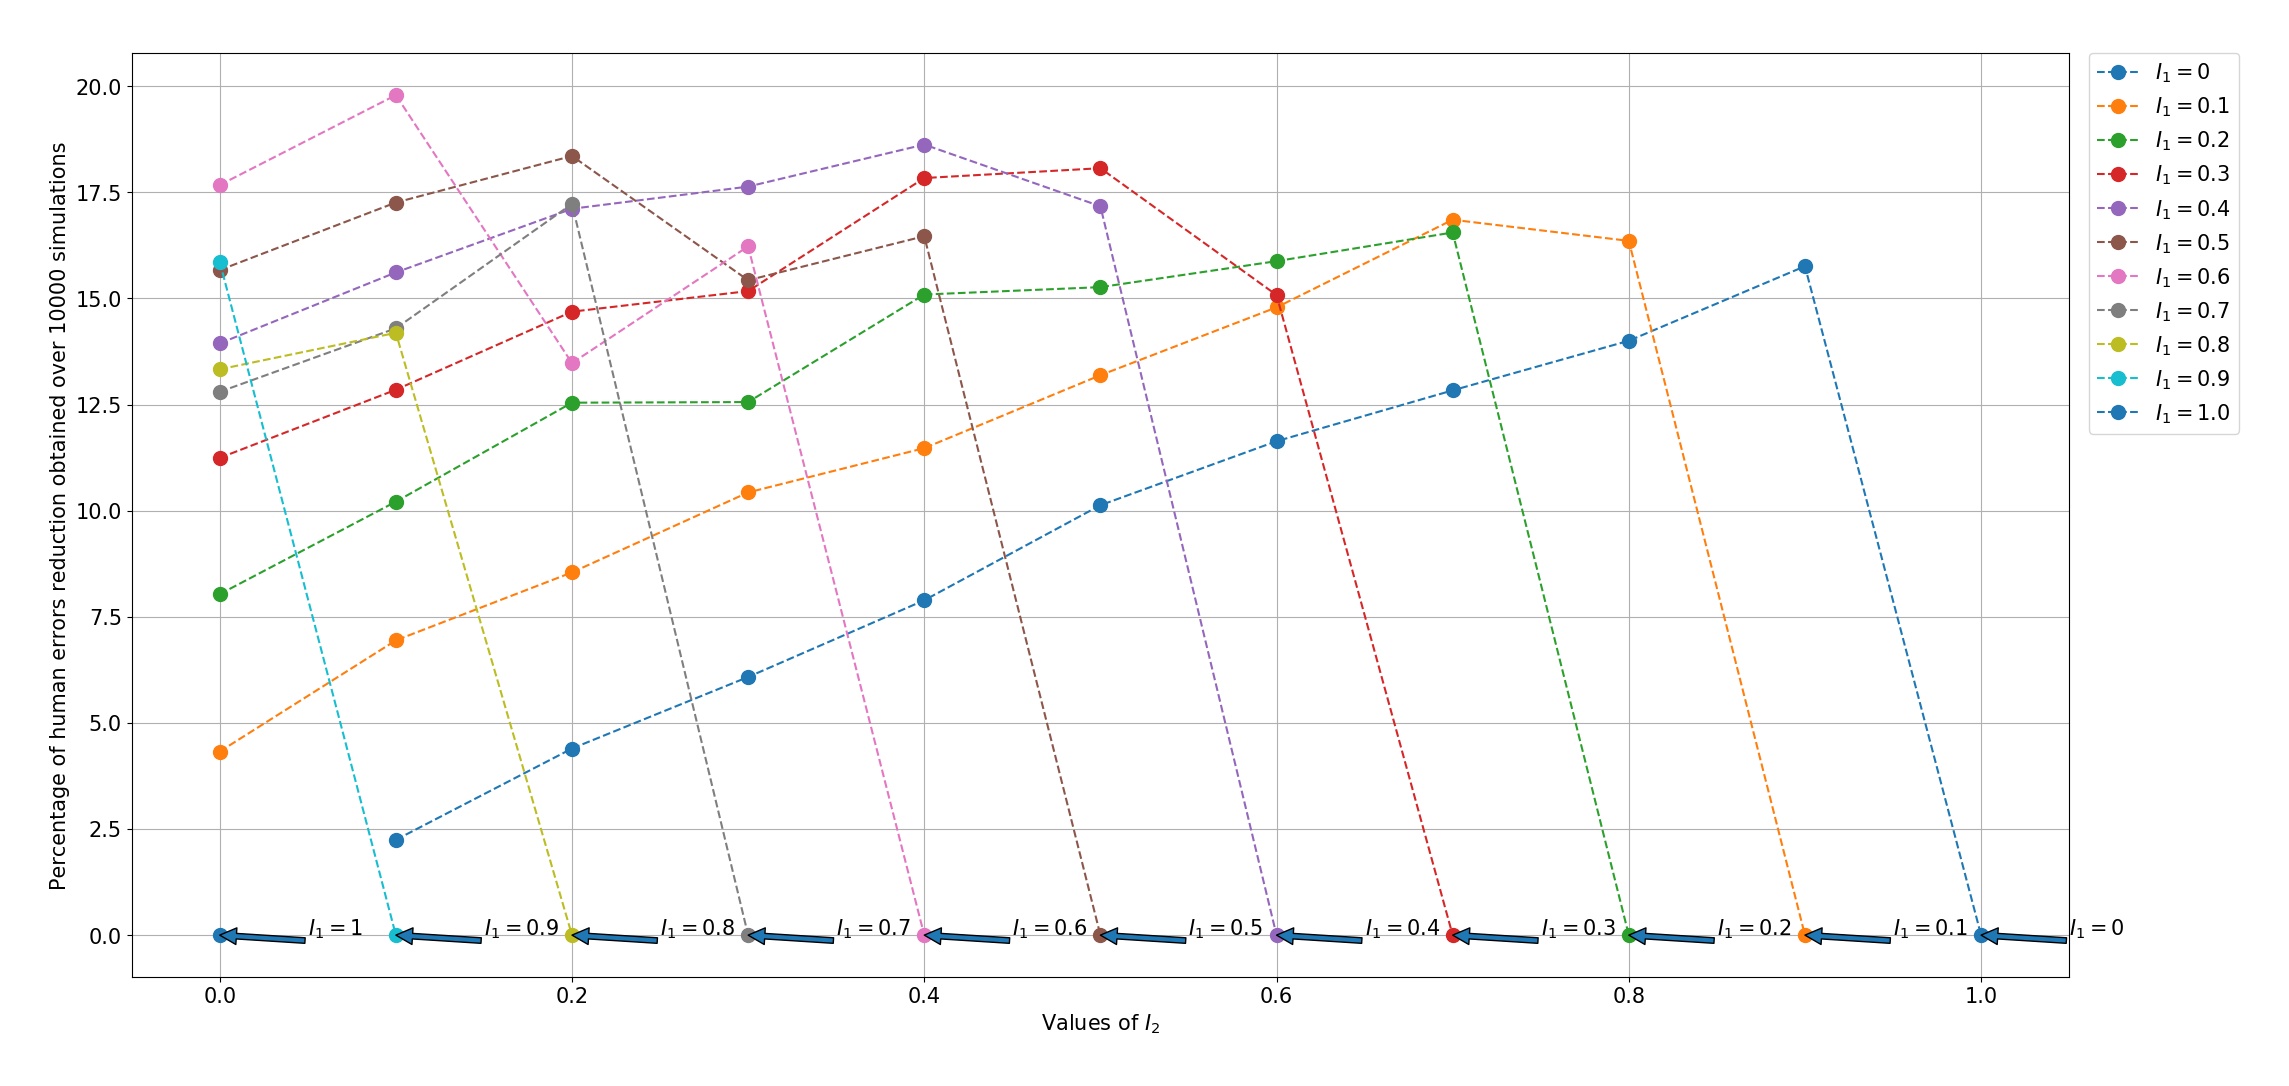 Percentage of human errors reduction obtained over 10000 simulations
20.0
17.5
15.0
12.5
10.0
7.5
5.0
2.5
0.0
I₁ = 1
I₁ = 0.9
I₁ = 0.8
I₁ = 0.7
I₁ = 0.6
I₁ = 0.5
I₁ = 0.4
I₁ = 0.3
I₁ = 0.2
I₁ = 0.1
I₁ = 0
0.0
0.2
0.4
0.6
0.8
1.0
Values of I₂
I₁ = 0
I₁ = 0.1
I₁ = 0.2
I₁ = 0.3
I₁ = 0.4
I₁ = 0.5
I₁ = 0.6
I₁ = 0.7
I₁ = 0.8
I₁ = 0.9
I₁ = 1.0